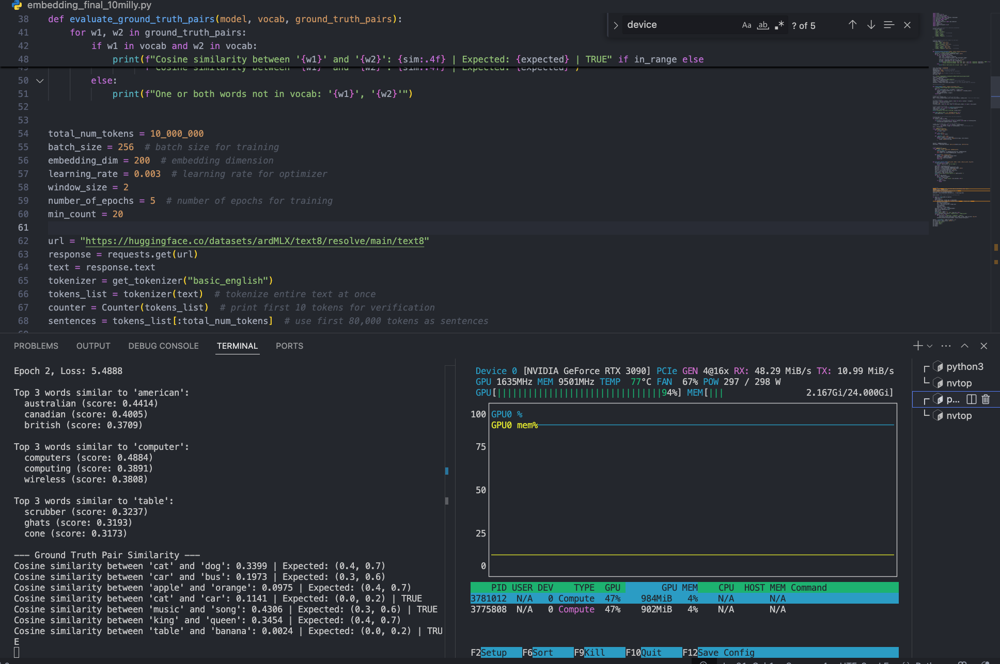 embedding_final_10milly.py
38 def evaluate_ground_truth_pairs(model, vocab, ground_truth_pairs):
41 for w1, w2 in ground_truth_pairs:
42 if w1 in vocab and w2 in vocab:
48 print(f"Cosine similarity between '{w1}' and '{w2}': {sim:.4f} | Expected: {expected} | TRUE" if in_range else
device Aa ab .* ? of 5
50 else:
51 print(f"One or both words not in vocab: '{w1}', '{w2}'")
52
53
54 total_num_tokens = 10_000_000
55 batch_size = 256 # batch size for training
56 embedding_dim = 200 # embedding dimension
57 learning_rate = 0.003 # learning rate for optimizer
58 window_size = 2
59 number_of_epochs = 5 # number of epochs for training
60 min_count = 20
61
62 url = "https://huggingface.co/datasets/ardMLX/text8/resolve/main/text8"
63 response = requests.get(url)
64 text = response.text
65 tokenizer = get_tokenizer("basic_english")
66 tokens_list = tokenizer(text) # tokenize entire text at once
67 counter = Counter(tokens_list) # print first 10 tokens for verification
68 sentences = tokens_list[:total_num_tokens] # use first 80,000 tokens as sentences
PROBLEMS OUTPUT DEBUG CONSOLE TERMINAL PORTS
Epoch 2, Loss: 5.4888
Top 3 words similar to 'american':
australian (score: 0.4414)
canadian (score: 0.4005)
british (score: 0.3709)
Top 3 words similar to 'computer':
computers (score: 0.4884)
computing (score: 0.3891)
wireless (score: 0.3808)
Top 3 words similar to 'table':
scrubber (score: 0.3237)
ghats (score: 0.3193)
cone (score: 0.3173)
--- Ground Truth Pair Similarity ---
Cosine similarity between 'cat' and 'dog': 0.3399 | Expected: (0.4, 0.7)
Cosine similarity between 'car' and 'bus': 0.1973 | Expected: (0.3, 0.6)
Cosine similarity between 'apple' and 'orange': 0.0975 | Expected: (0.4, 0.7)
Cosine similarity between 'cat' and 'car': 0.1141 | Expected: (0.0, 0.2) | TRUE
Cosine similarity between 'music' and 'song': 0.4306 | Expected: (0.3, 0.6) | TRUE
Cosine similarity between 'king' and 'queen': 0.3454 | Expected: (0.4, 0.7)
Cosine similarity between 'table' and 'banana': 0.0024 | Expected: (0.0, 0.2) | TRU
E
Device 0 [NVIDIA GeForce RTX 3090] PCIe GEN 4@16x RX: 48.29 MiB/s TX: 10.99 MiB/s
GPU 1635MHz MEM 9501MHz TEMP 77°C FAN 67% POW 297 / 298 W
GPU[||||||||||||||||||||||||||||||||94%] MEM[||| 2.167Gi/24.000Gi]
100 GPU0 %
GPU0 mem%
75
50
25
0
PID USER DEV TYPE GPU GPU MEM CPU HOST MEM Command
3781012 N/A 0 Compute 47% 984MiB 4% N/A N/A
3775808 N/A 0 Compute 47% 902MiB 4% N/A N/A
F2Setup F6Sort F9Kill F10Quit F12Save Config
python3
nvtop
p...
nvtop